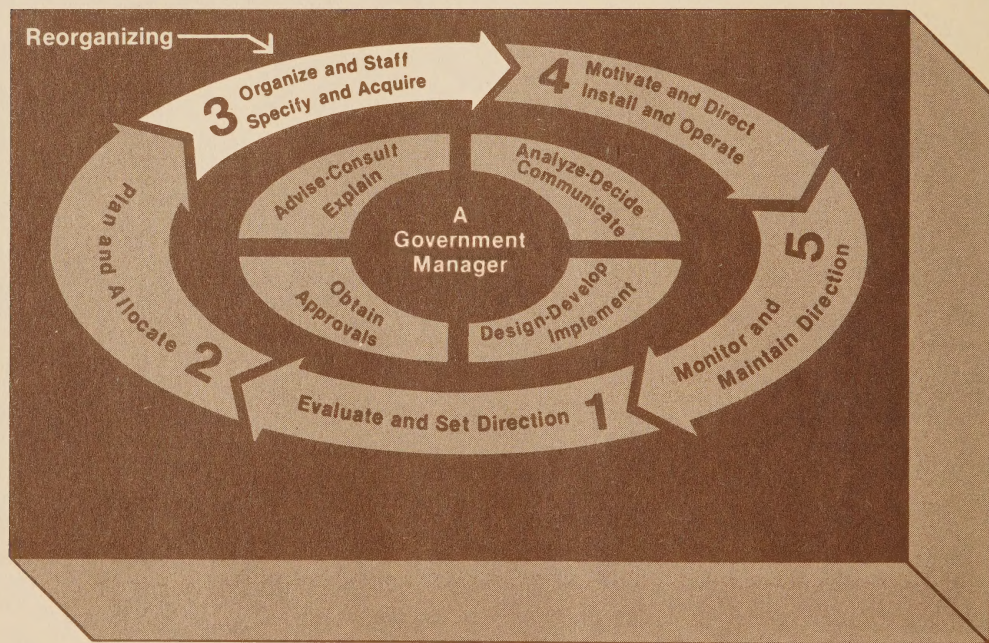 Reorganizing
3 Organize and Staff
Specify and Acquire
4 Motivate and Direct
Install and Operate
5
Monitor and
Maintain Direction
Evaluate and Set Direction 1
Plan and Allocate 2
Advise-Consult
Explain
Analyze-Decide
Communicate
A
Government
Manager
Obtain
Approvals
Design-Develop
Implement